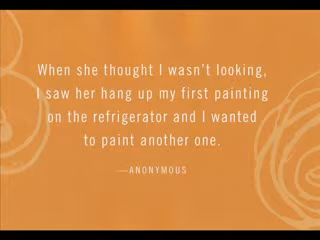 When she thought I wasn't looking,
I saw her hang up my first painting
on the refrigerator and I wanted
to paint another one.
—ANONYMOUS